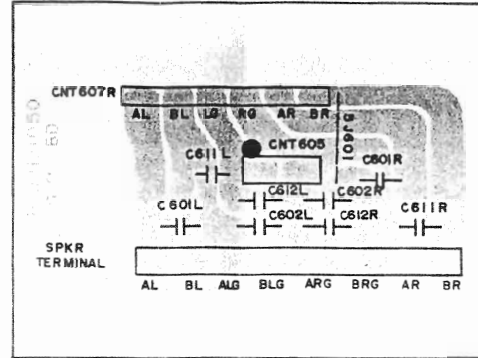 CNT607R
AL BL LG RG AR BR
BJ601
CNT605
C611L
C601R
C612L C602R
C601L
C611R
C602L C612R
SPKR
TERMINAL
AL BL ALG BLG ARG BRG AR BR